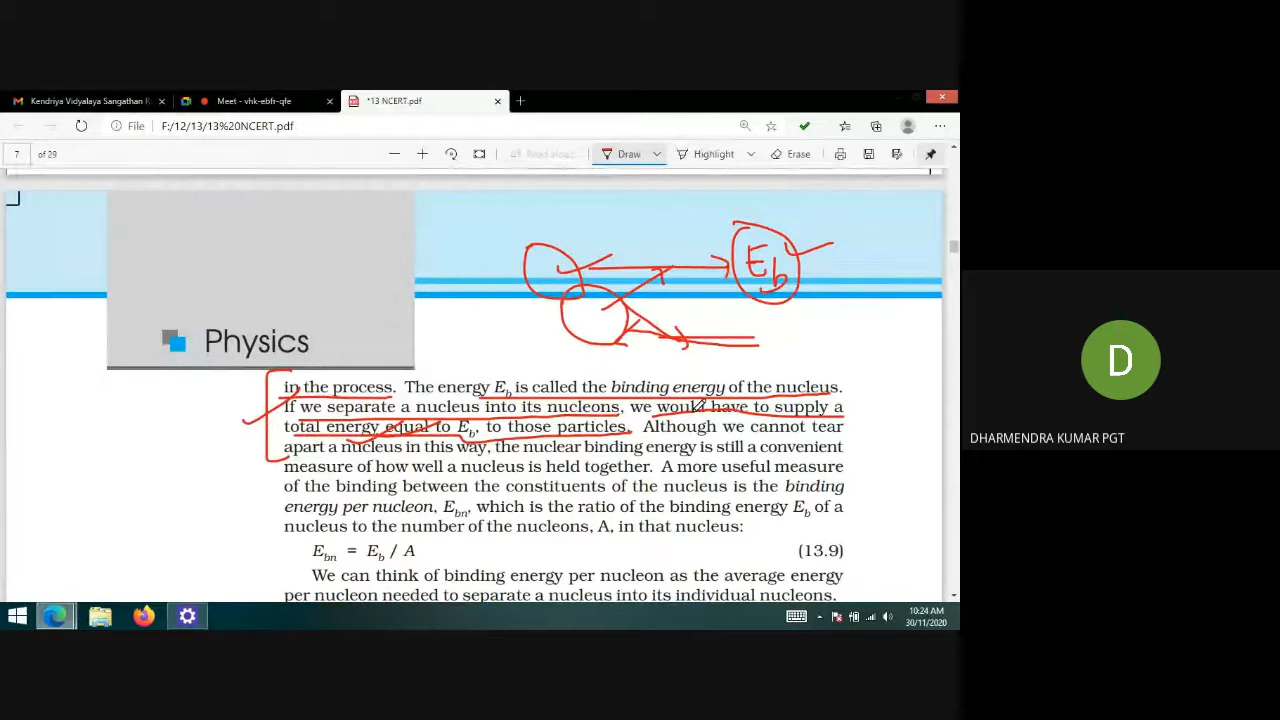 Kendriya Vidyalaya Sangathan R
Meet - vhk-ebfr-qfe
*13 NCERT.pdf
File
F:/12/13/13%20NCERT.pdf
7 of 29
Read aloud
Draw
Highlight
Erase
E b
Physics
in the process. The energy Eb is called the binding energy of the nucleus.
If we separate a nucleus into its nucleons, we would have to supply a
total energy equal to Eb, to those particles. Although we cannot tear
apart a nucleus in this way, the nuclear binding energy is still a convenient
measure of how well a nucleus is held together. A more useful measure
of the binding between the constituents of the nucleus is the binding
energy per nucleon, Ebn, which is the ratio of the binding energy Eb of a
nucleus to the number of the nucleons, A, in that nucleus:
Ebn = Eb / A (13.9)
We can think of binding energy per nucleon as the average energy
per nucleon needed to separate a nucleus into its individual nucleons.
D
DHARMENDRA KUMAR PGT
10:24 AM
30/11/2020